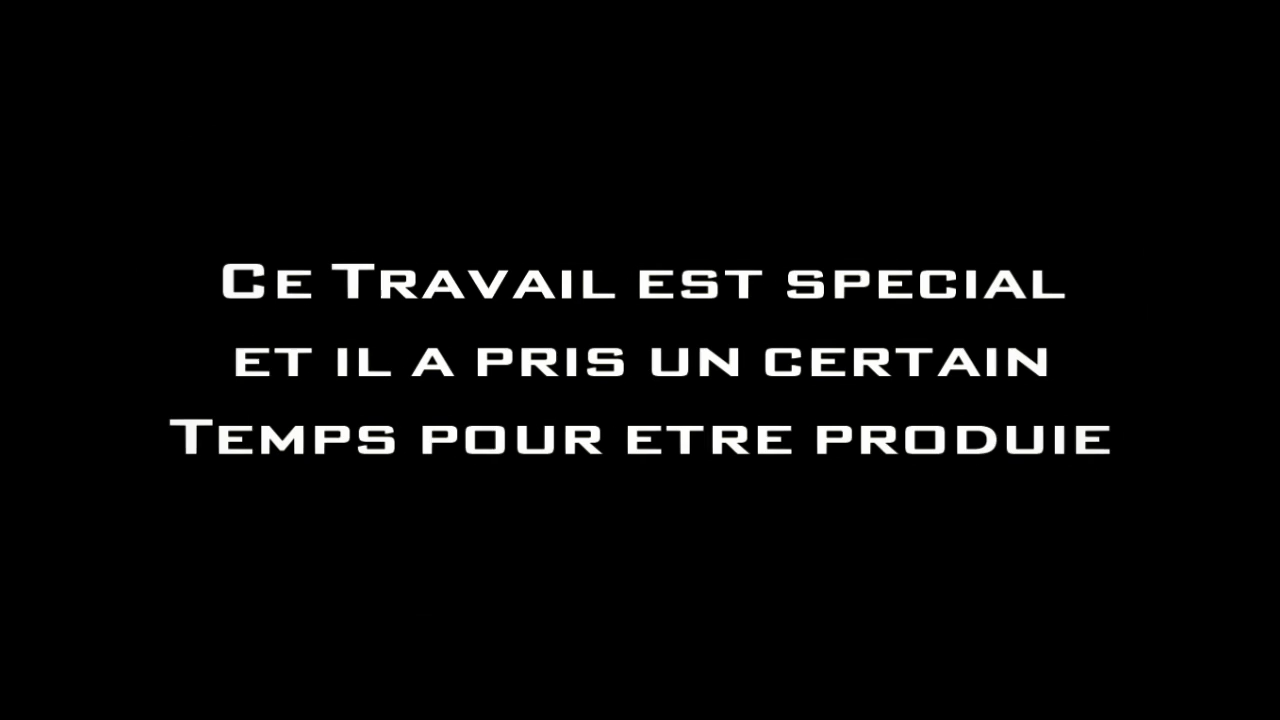 Ce Travail est special
et il a pris un certain
Temps pour etre produie